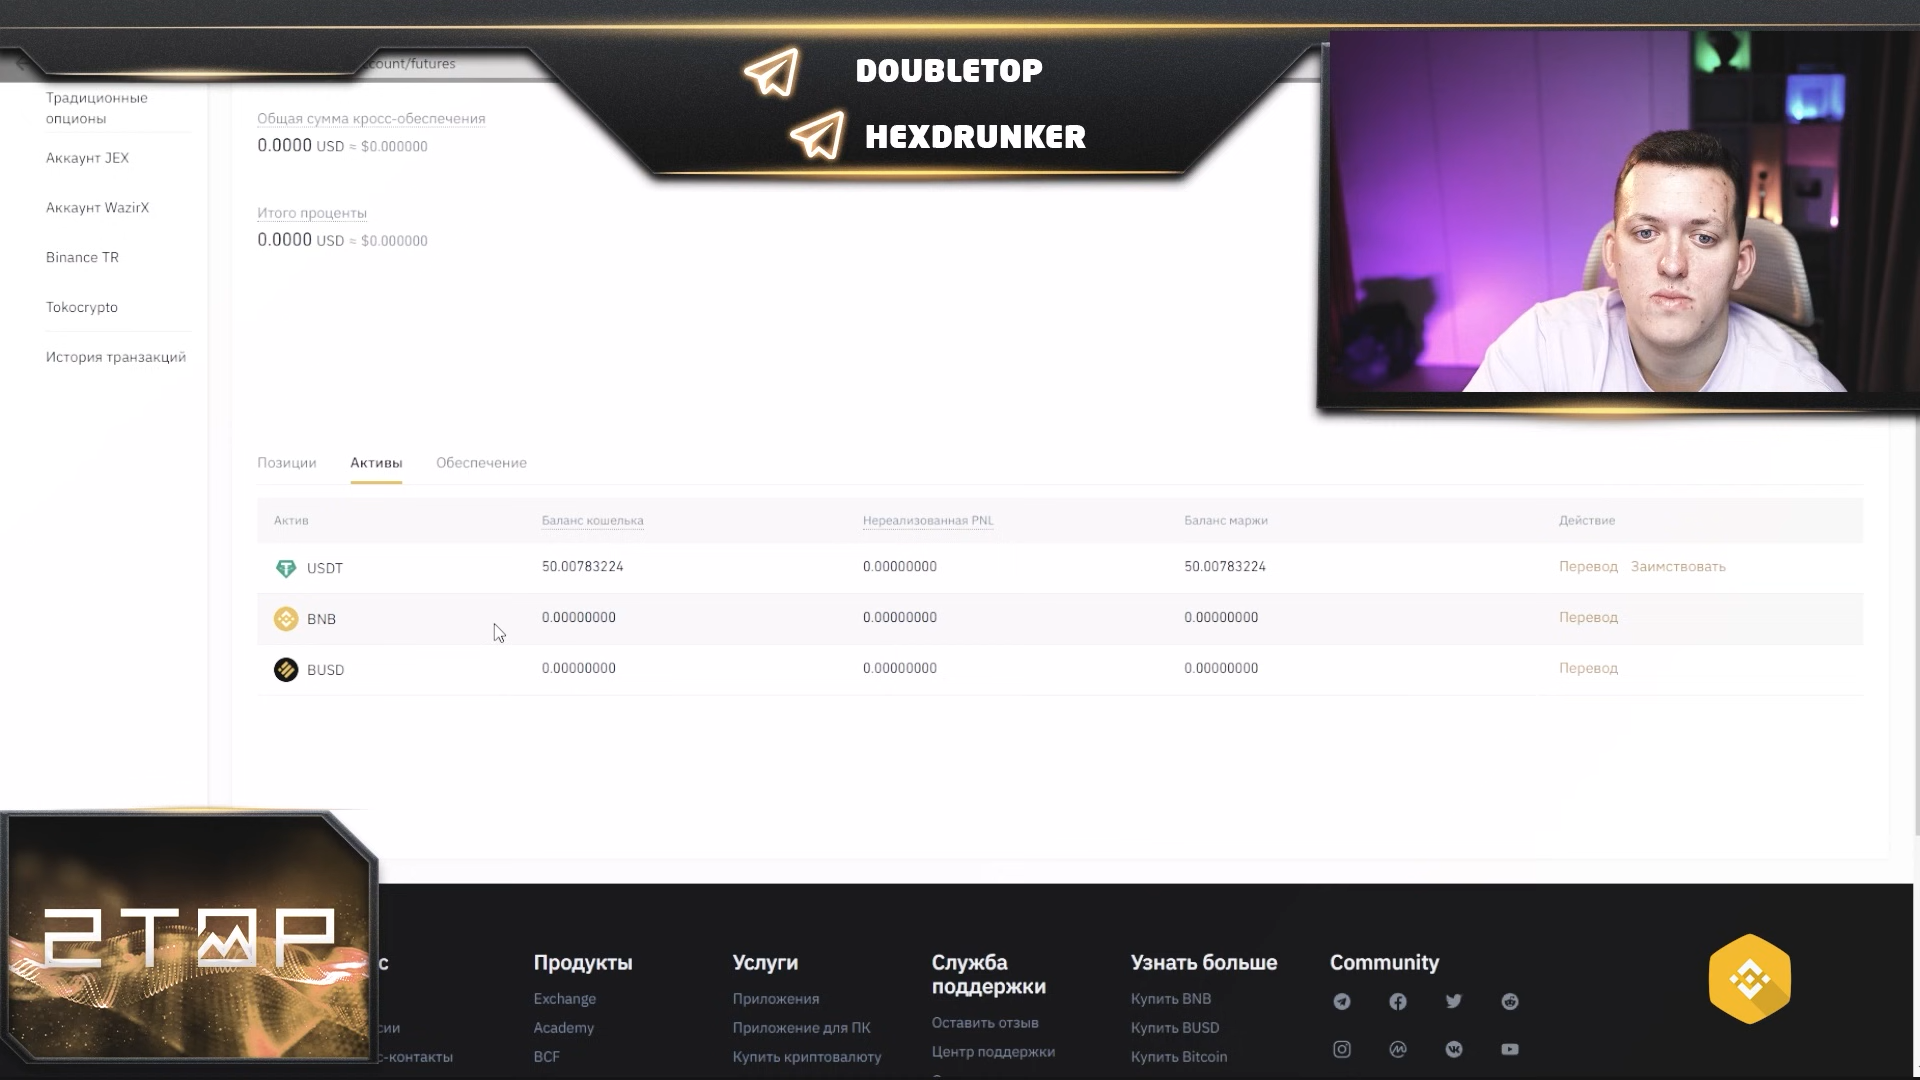 count/futures
DOUBLETOP
HEXDRUNKER
Традиционные
опционы
Аккаунт JEX
Аккаунт WazirX
Binance TR
Tokocrypto
История транзакций
Общая сумма кросс-обеспечения
0.0000 USD ≈ $0.000000
Итого проценты
0.0000 USD ≈ $0.000000
Позиции Активы Обеспечение
Актив Баланс кошелька Нереализованная PNL Баланс маржи Действие
USDT 50.00783224 0.00000000 50.00783224 Перевод Заимствовать
BNB 0.00000000 0.00000000 0.00000000 Перевод
BUSD 0.00000000 0.00000000 0.00000000 Перевод
2TOP
с
сии
с-контакты
Продукты
Exchange
Academy
BCF
Услуги
Приложения
Приложение для ПК
Купить криптовалюту
Служба
поддержки
Оставить отзыв
Центр поддержки
Узнать больше
Купить BNB
Купить BUSD
Купить Bitcoin
Community